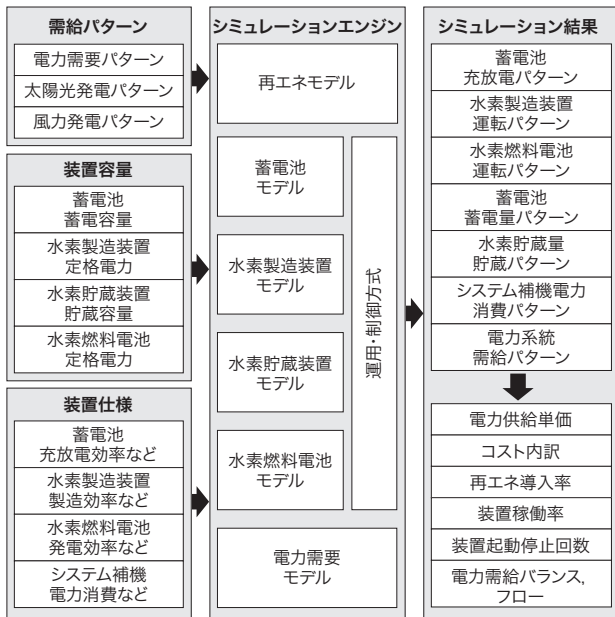 需給パターン
電力需要パターン
太陽光発電パターン
風力発電パターン
装置容量
蓄電池
蓄電容量
水素製造装置
定格電力
水素貯蔵装置
貯蔵容量
水素燃料電池
定格電力
装置仕様
蓄電池
充放電効率など
水素製造装置
製造効率など
水素燃料電池
発電効率など
システム補機
電力消費など
シミュレーションエンジン
再エネモデル
蓄電池
モデル
水素製造装置
モデル
水素貯蔵装置
モデル
水素燃料電池
モデル
運用・制御方式
電力需要
モデル
シミュレーション結果
蓄電池
充放電パターン
水素製造装置
運転パターン
水素燃料電池
運転パターン
蓄電池
蓄電量パターン
水素貯蔵量
貯蔵パターン
システム補機電力
消費パターン
電力系統
需給パターン
電力供給単価
コスト内訳
再エネ導入率
装置稼働率
装置起動停止回数
電力需給バランス,
フロー